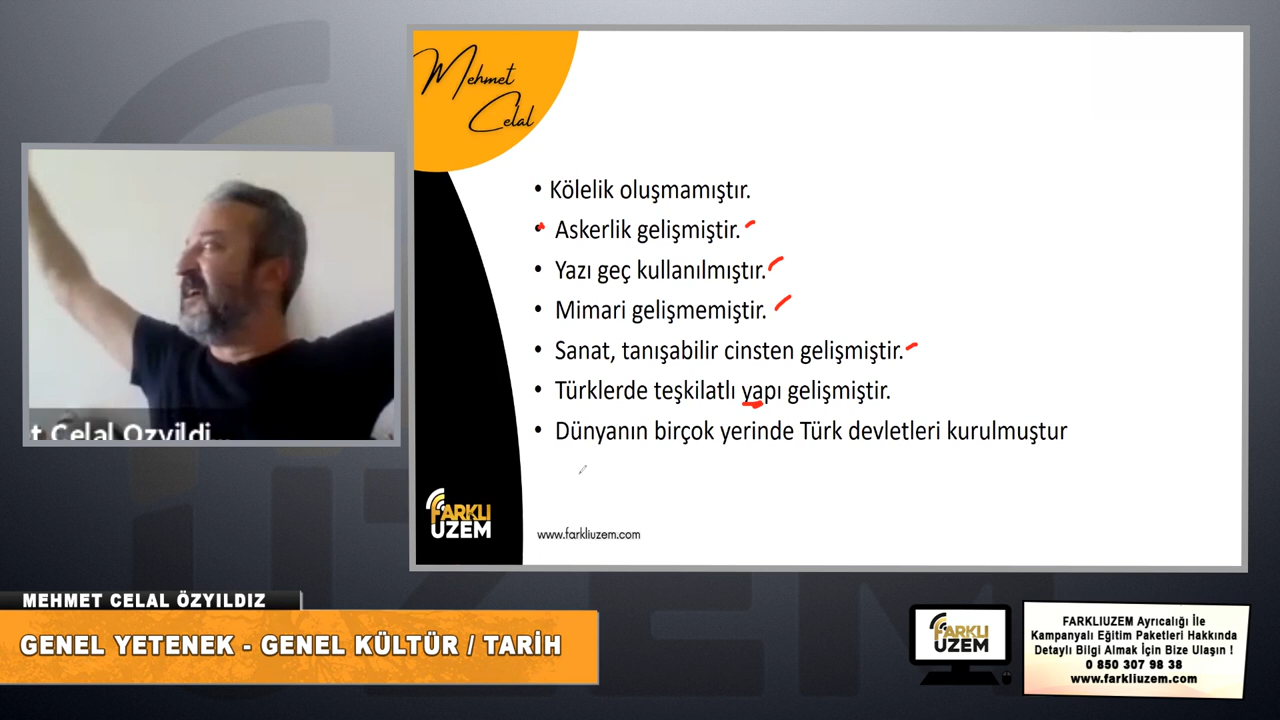 Mehmet
Celal
• Kölelik oluşmamıştır.
• Askerlik gelişmiştir.
• Yazı geç kullanılmıştır.
• Mimari gelişmemiştir.
• Sanat, tanışabilir cinsten gelişmiştir.
• Türklerde teşkilatlı yapı gelişmiştir.
• Dünyanın birçok yerinde Türk devletleri kurulmuştur
t Celal Ozyildi...
FARKLI
UZEM
www.farkliuzem.com
MEHMET CELAL ÖZYILDIZ
GENEL YETENEK - GENEL KÜLTÜR / TARİH
FARKLI
UZEM
FARKLIUZEM Ayrıcalığı İle
Kampanyalı Eğitim Paketleri Hakkında
Detaylı Bilgi Almak İçin Bize Ulaşın !
0 850 307 98 38
www.farkliuzem.com